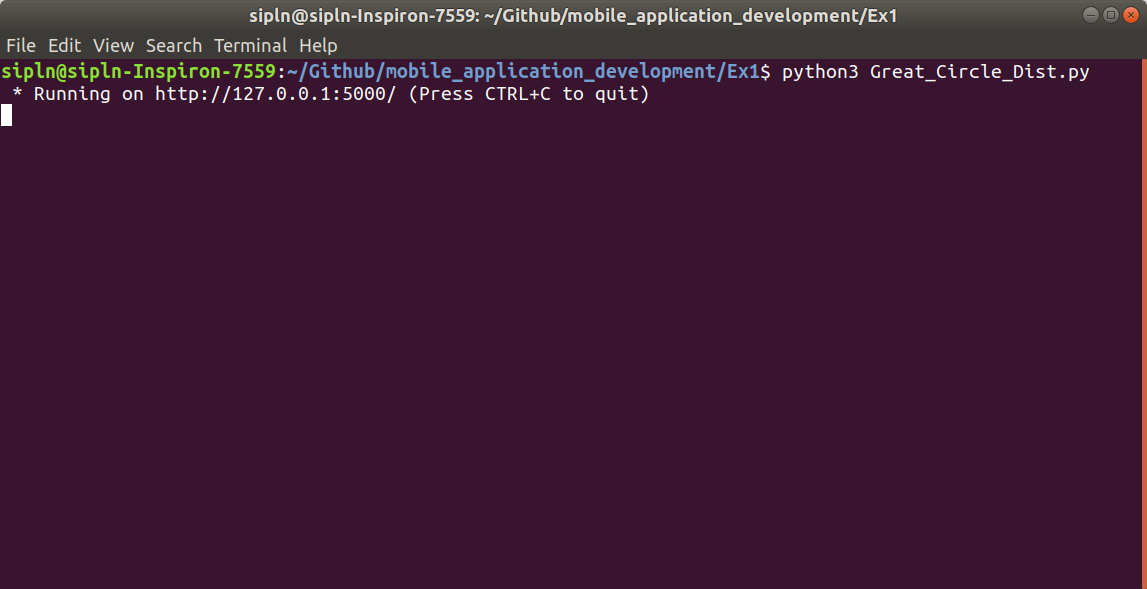 sipln@sipln-Inspiron-7559: ~/Github/mobile_application_development/Ex1
File Edit View Search Terminal Help
sipln@sipln-Inspiron-7559:~/Github/mobile_application_development/Ex1$ python3 Great_Circle_Dist.py
 * Running on http://127.0.0.1:5000/ (Press CTRL+C to quit)